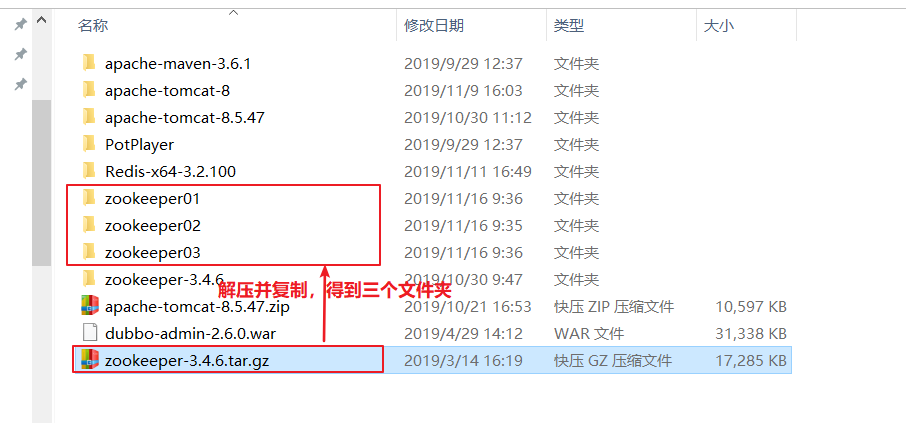 名称 修改日期 类型 大小
apache-maven-3.6.1 2019/9/29 12:37 文件夹
apache-tomcat-8 2019/11/9 16:03 文件夹
apache-tomcat-8.5.47 2019/10/30 11:12 文件夹
PotPlayer 2019/9/29 12:37 文件夹
Redis-x64-3.2.100 2019/11/11 16:49 文件夹
zookeeper01 2019/11/16 9:36 文件夹
zookeeper02 2019/11/16 9:35 文件夹
zookeeper03 2019/11/16 9:36 文件夹
zookeeper-3.4.6 2019/10/30 9:47 文件夹
解压并复制，得到三个文件夹
apache-tomcat-8.5.47.zip 2019/10/21 16:53 快压 ZIP 压缩文件 10,597 KB
dubbo-admin-2.6.0.war 2019/4/29 14:12 WAR 文件 31,338 KB
zookeeper-3.4.6.tar.gz 2019/3/14 16:19 快压 GZ 压缩文件 17,285 KB